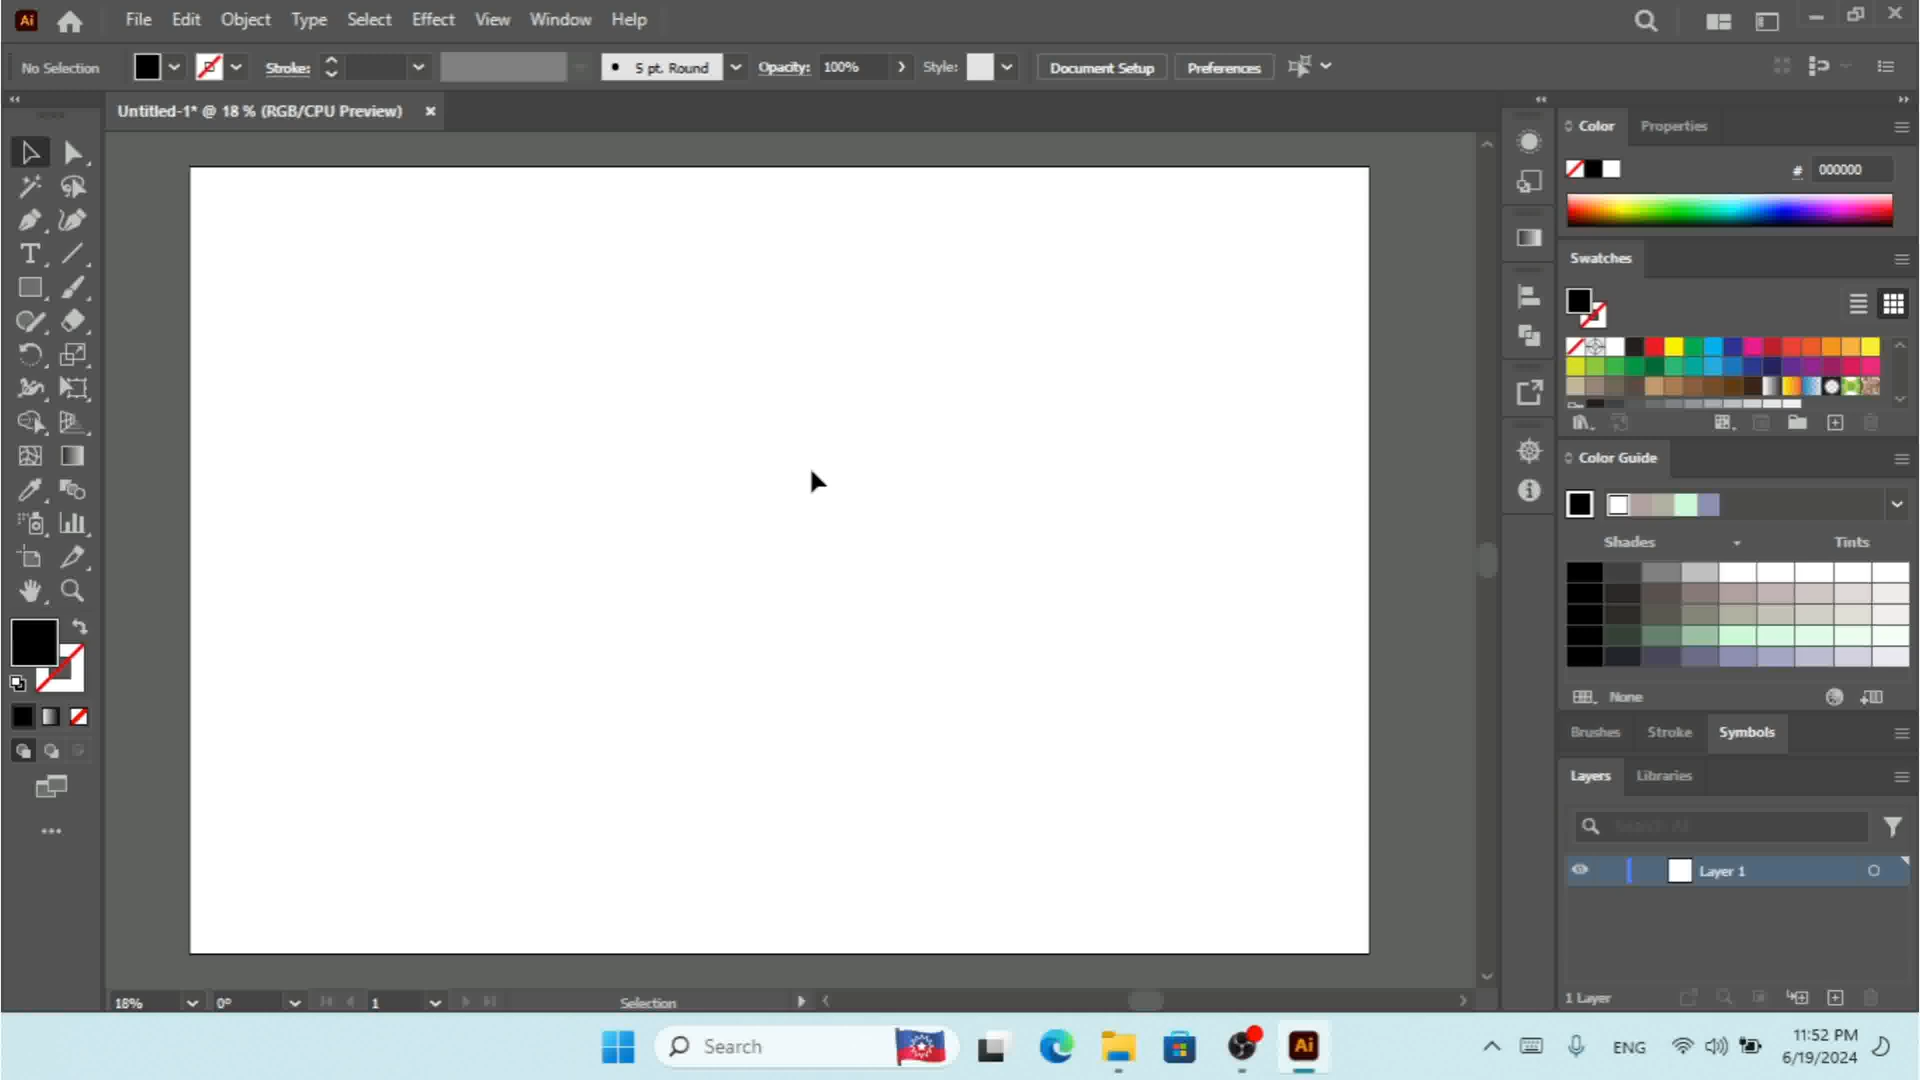 Ai File Edit Object Type Select Effect View Window Help
No Selection Stroke: 5 pt. Round Opacity: 100% Style: Document Setup Preferences
Untitled-1* @ 18 % (RGB/CPU Preview)
Color Properties
# 000000
Swatches
Color Guide
Shades Tints
None
Brushes Stroke Symbols
Layers Libraries
Search All
Layer 1
1 Layer
18% 0° 1 Selection
Search Ai ENG 11:52 PM
6/19/2024